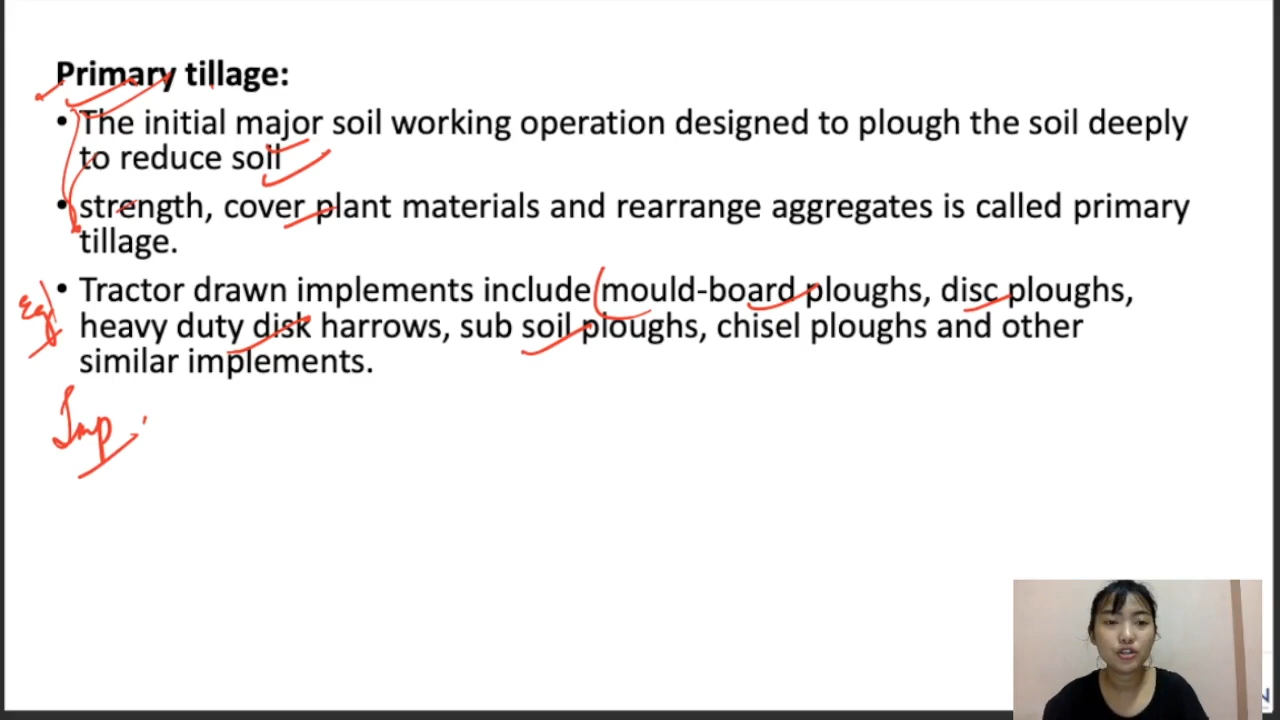 Primary tillage:
• The initial major soil working operation designed to plough the soil deeply
to reduce soil
• strength, cover plant materials and rearrange aggregates is called primary
tillage.
Eg)
• Tractor drawn implements include mould-board ploughs, disc ploughs,
heavy duty disk harrows, sub soil ploughs, chisel ploughs and other
similar implements.
Imp
N